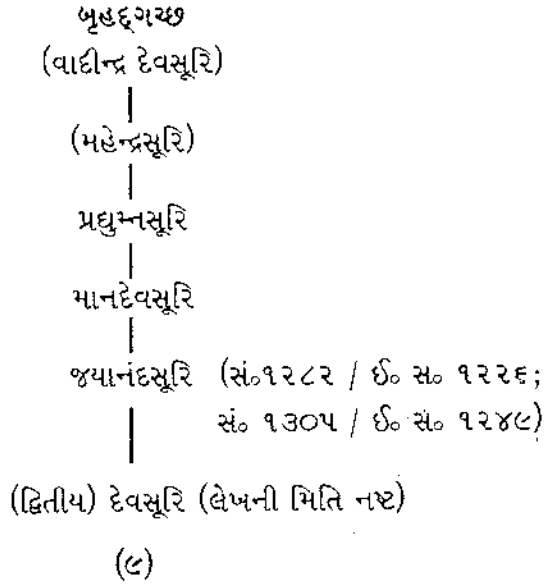 બૃહદ્ગચ્છ
(વાદીન્દ્ર દેવસૂરિ)
(મહેન્દ્રસૂરિ)
પ્રદ્યુમ્નસૂરિ
માનદેવસૂરિ
જયાનંદસૂરિ (સં૰૧૨૮૨ / ઈ૰ સ૰ ૧૨૨૬;
સં૰ ૧૩૦૫ / ઈ૰ સ૰ ૧૨૪૯)
(દ્વિતીય) દેવસૂરિ (લેખની મિતિ નષ્ટ)
(૯)